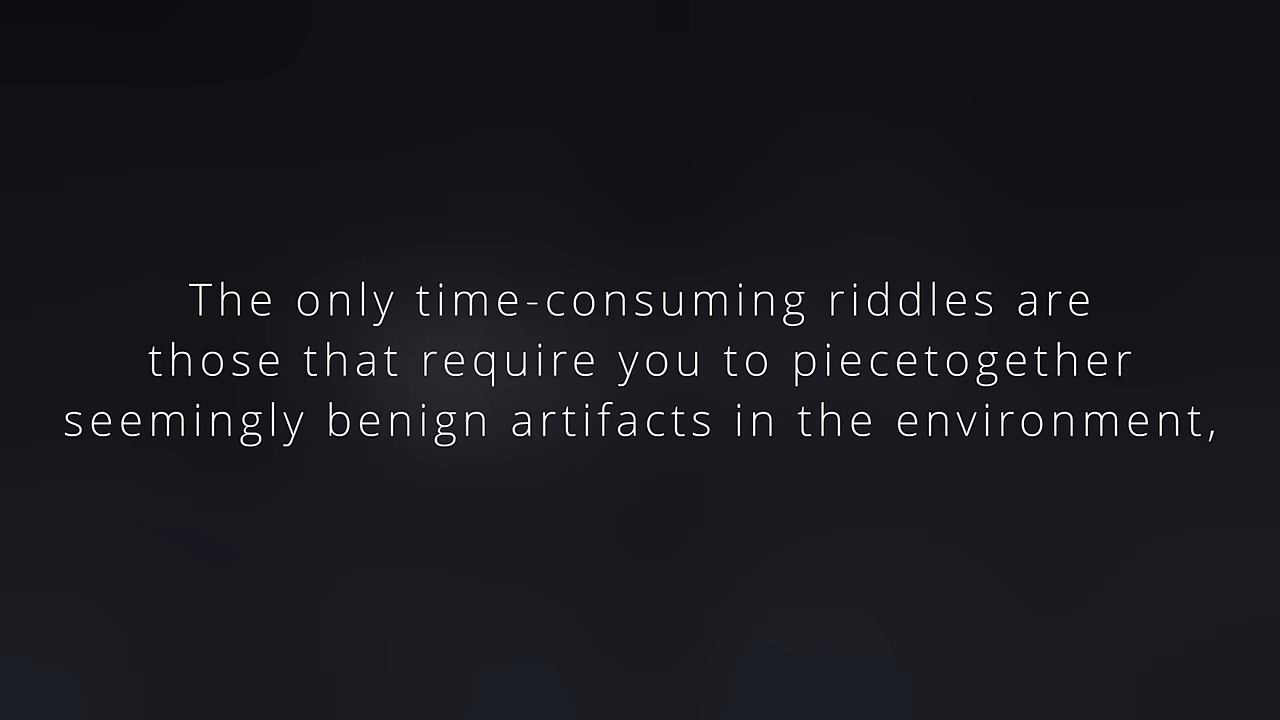 The only time-consuming riddles are
those that require you to piecetogether
seemingly benign artifacts in the environment,